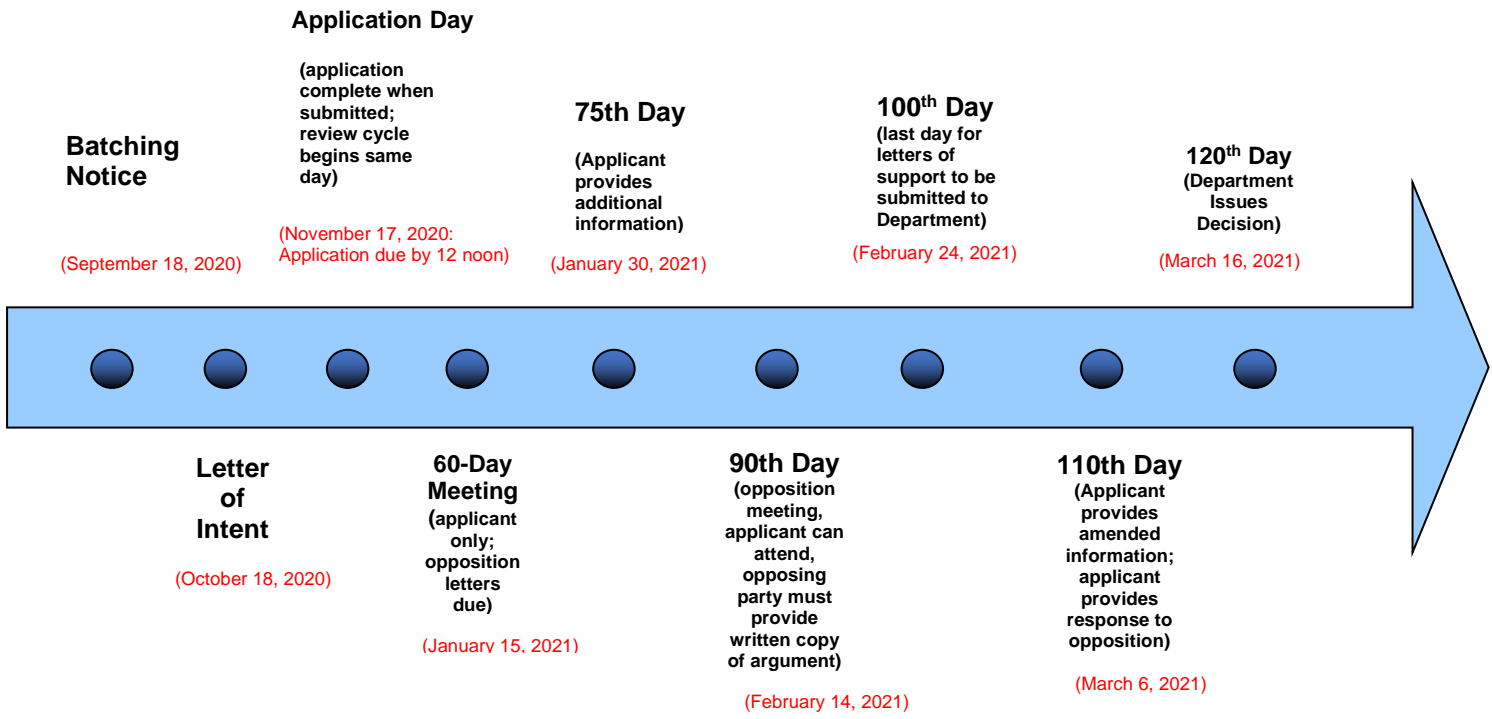 Batching
Notice
(September 18, 2020)
Letter
of
Intent
(October 18, 2020)
Application Day
(application
complete when
submitted;
review cycle
begins same
day)
(November 17, 2020:
Application due by 12 noon)
60-Day
Meeting
(applicant
only;
opposition
letters
due)
(January 15, 2021)
75th Day
(Applicant
provides
additional
information)
(January 30, 2021)
90th Day
(opposition
meeting,
applicant can
attend,
opposing
party must
provide
written copy
of argument)
(February 14, 2021)
100th Day
(last day for
letters of
support to be
submitted to
Department)
(February 24, 2021)
110th Day
(Applicant
provides
amended
information;
applicant
provides
response to
opposition)
(March 6, 2021)
120th Day
(Department
Issues
Decision)
(March 16, 2021)